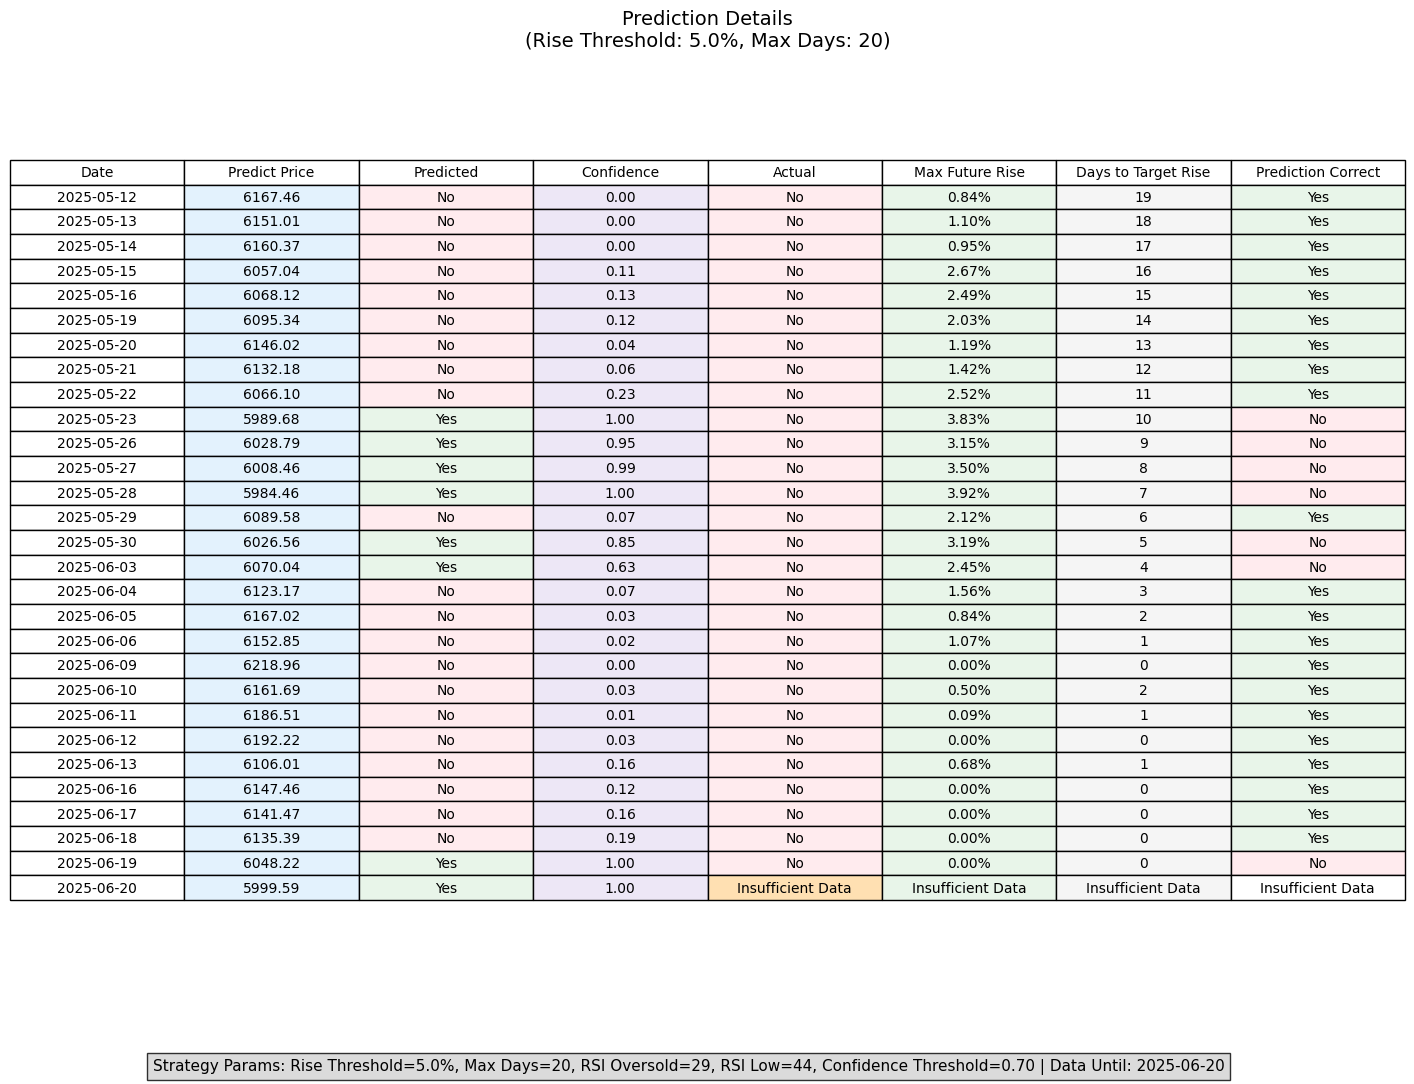 Prediction Details
(Rise Threshold: 5.0%, Max Days: 20)
Date Predict Price Predicted Confidence Actual Max Future Rise Days to Target Rise Prediction Correct
2025-05-12 6167.46 No 0.00 No 0.84% 19 Yes
2025-05-13 6151.01 No 0.00 No 1.10% 18 Yes
2025-05-14 6160.37 No 0.00 No 0.95% 17 Yes
2025-05-15 6057.04 No 0.11 No 2.67% 16 Yes
2025-05-16 6068.12 No 0.13 No 2.49% 15 Yes
2025-05-19 6095.34 No 0.12 No 2.03% 14 Yes
2025-05-20 6146.02 No 0.04 No 1.19% 13 Yes
2025-05-21 6132.18 No 0.06 No 1.42% 12 Yes
2025-05-22 6066.10 No 0.23 No 2.52% 11 Yes
2025-05-23 5989.68 Yes 1.00 No 3.83% 10 No
2025-05-26 6028.79 Yes 0.95 No 3.15% 9 No
2025-05-27 6008.46 Yes 0.99 No 3.50% 8 No
2025-05-28 5984.46 Yes 1.00 No 3.92% 7 No
2025-05-29 6089.58 No 0.07 No 2.12% 6 Yes
2025-05-30 6026.56 Yes 0.85 No 3.19% 5 No
2025-06-03 6070.04 Yes 0.63 No 2.45% 4 No
2025-06-04 6123.17 No 0.07 No 1.56% 3 Yes
2025-06-05 6167.02 No 0.03 No 0.84% 2 Yes
2025-06-06 6152.85 No 0.02 No 1.07% 1 Yes
2025-06-09 6218.96 No 0.00 No 0.00% 0 Yes
2025-06-10 6161.69 No 0.03 No 0.50% 2 Yes
2025-06-11 6186.51 No 0.01 No 0.09% 1 Yes
2025-06-12 6192.22 No 0.03 No 0.00% 0 Yes
2025-06-13 6106.01 No 0.16 No 0.68% 1 Yes
2025-06-16 6147.46 No 0.12 No 0.00% 0 Yes
2025-06-17 6141.47 No 0.16 No 0.00% 0 Yes
2025-06-18 6135.39 No 0.19 No 0.00% 0 Yes
2025-06-19 6048.22 Yes 1.00 No 0.00% 0 No
2025-06-20 5999.59 Yes 1.00 Insufficient Data Insufficient Data Insufficient Data Insufficient Data
Strategy Params: Rise Threshold=5.0%, Max Days=20, RSI Oversold=29, RSI Low=44, Confidence Threshold=0.70 | Data Until: 2025-06-20